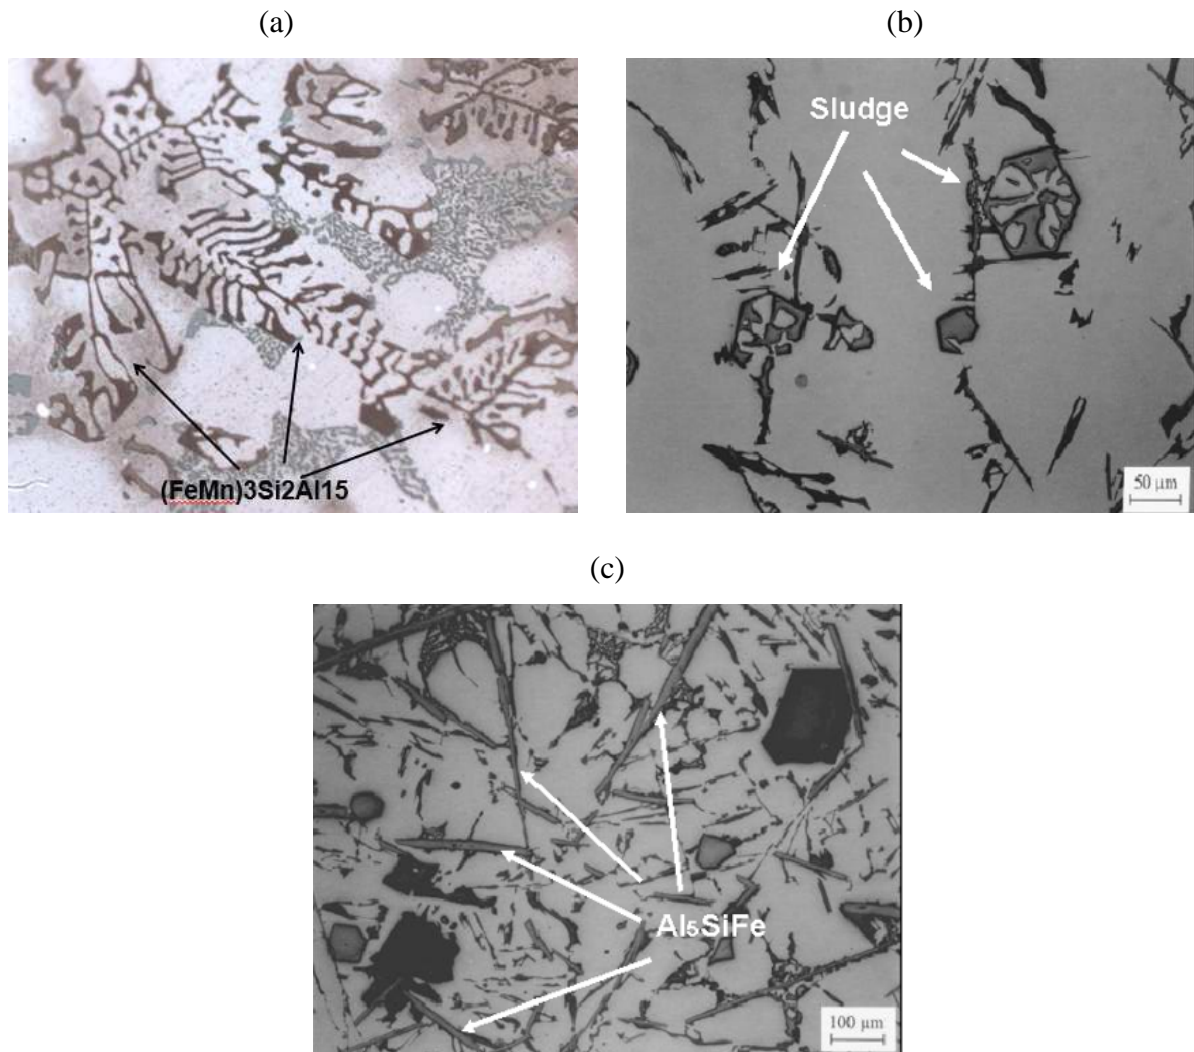 (a)
(b)
(FeMn)3Si2Al15
Sludge
50 µm
(c)
Al₅SiFe
100 µm